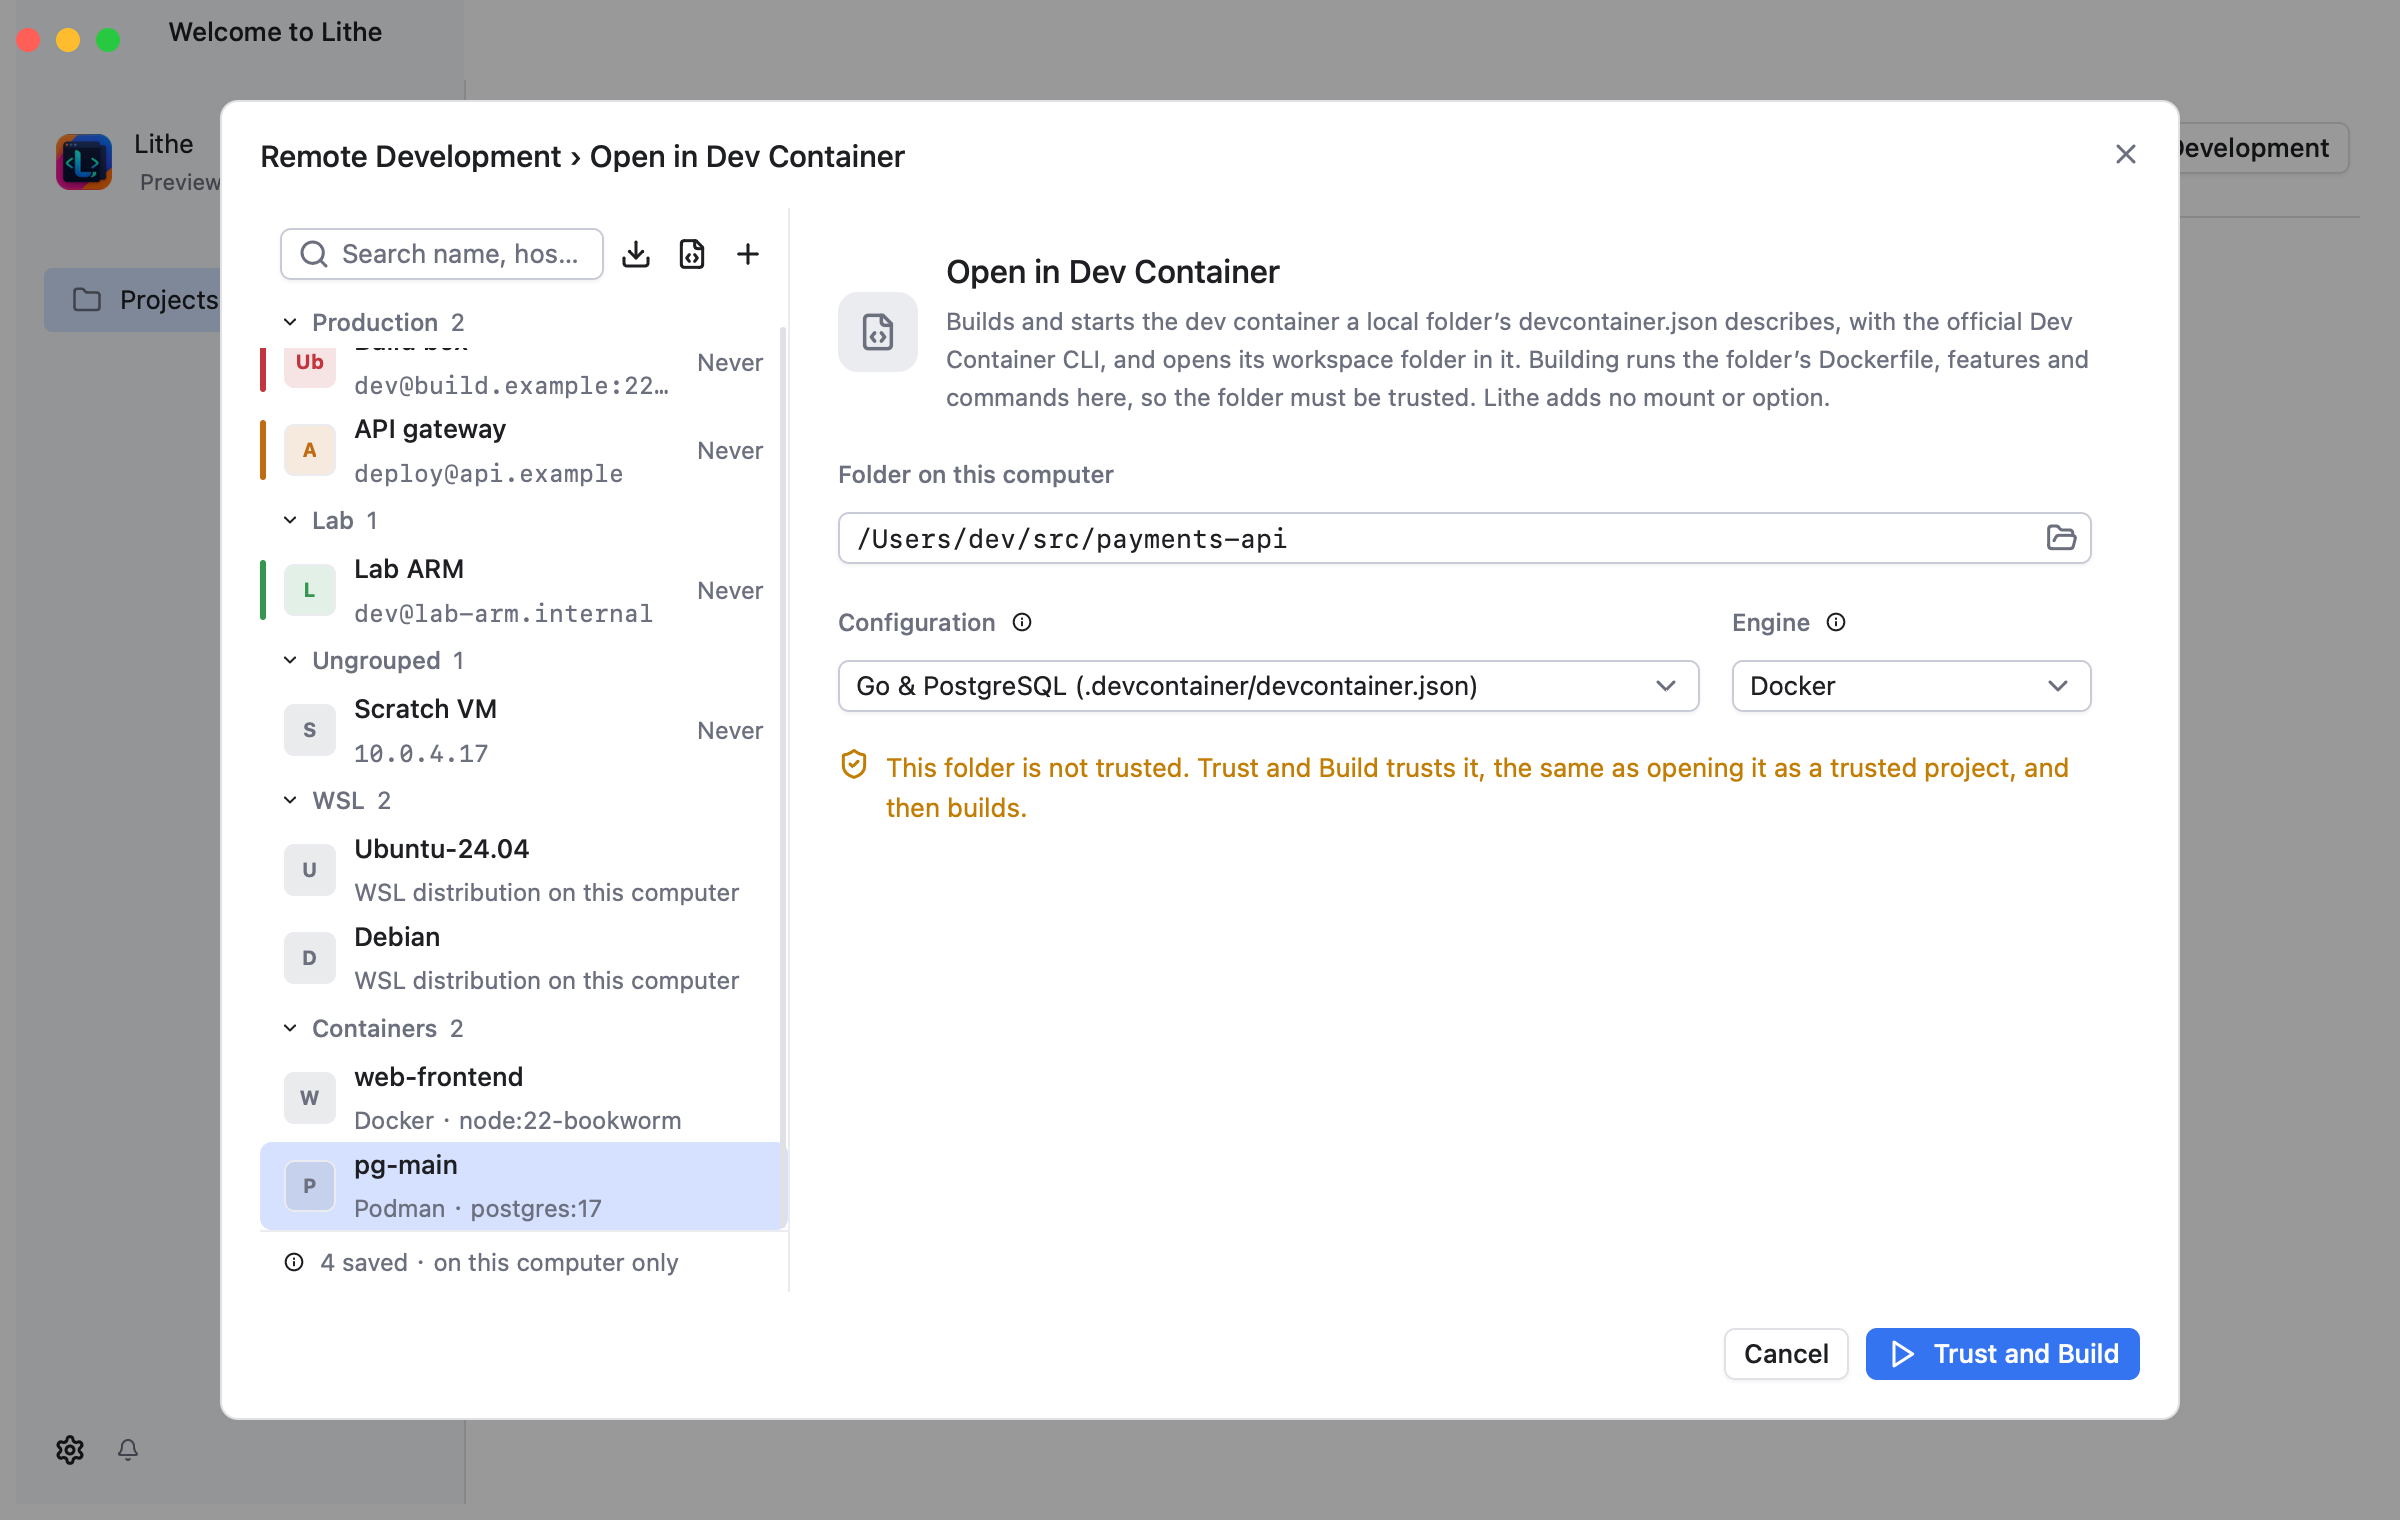 Welcome to Lithe
Lithe
Preview
Development
Projects
Remote Development › Open in Dev Container
Search name, hos...
Production 2
Ub
Build box
Never
dev@build.example:22…
A
API gateway
Never
deploy@api.example
Lab 1
L
Lab ARM
Never
dev@lab-arm.internal
Ungrouped 1
S
Scratch VM
Never
10.0.4.17
WSL 2
U
Ubuntu-24.04
WSL distribution on this computer
D
Debian
WSL distribution on this computer
Containers 2
W
web-frontend
Docker · node:22-bookworm
P
pg-main
Podman · postgres:17
4 saved · on this computer only
Open in Dev Container
Builds and starts the dev container a local folder’s devcontainer.json describes, with the official Dev
Container CLI, and opens its workspace folder in it. Building runs the folder’s Dockerfile, features and
commands here, so the folder must be trusted. Lithe adds no mount or option.
Folder on this computer
/Users/dev/src/payments-api
Configuration
Engine
Go & PostgreSQL (.devcontainer/devcontainer.json)
Docker
This folder is not trusted. Trust and Build trusts it, the same as opening it as a trusted project, and
then builds.
Cancel
Trust and Build